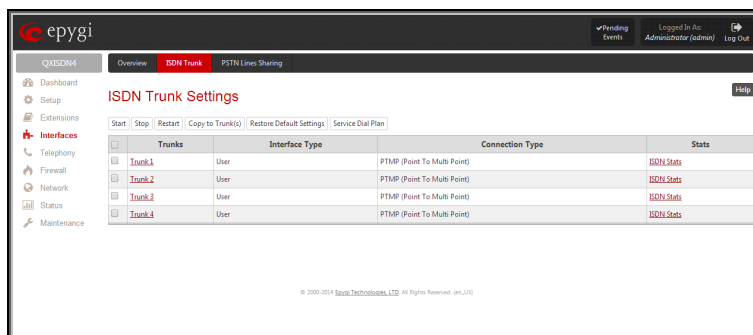 epygi
Pending Events
Logged In As:
Administrator (admin)
Log Out
QXISDN4
Overview ISDN Trunk PSTN Lines Sharing
Dashboard
Setup
Extensions
Interfaces
Telephony
Firewall
Network
Status
Maintenance
Help
ISDN Trunk Settings
Start Stop Restart Copy to Trunk(s) Restore Default Settings Service Dial Plan
Trunks Interface Type Connection Type Stats
Trunk 1 User PTMP (Point To Multi Point) ISDN Stats
Trunk 2 User PTMP (Point To Multi Point) ISDN Stats
Trunk 3 User PTMP (Point To Multi Point) ISDN Stats
Trunk 4 User PTMP (Point To Multi Point) ISDN Stats
© 2000-2014 Epygi Technologies, LTD. All Rights Reserved. (en_US)